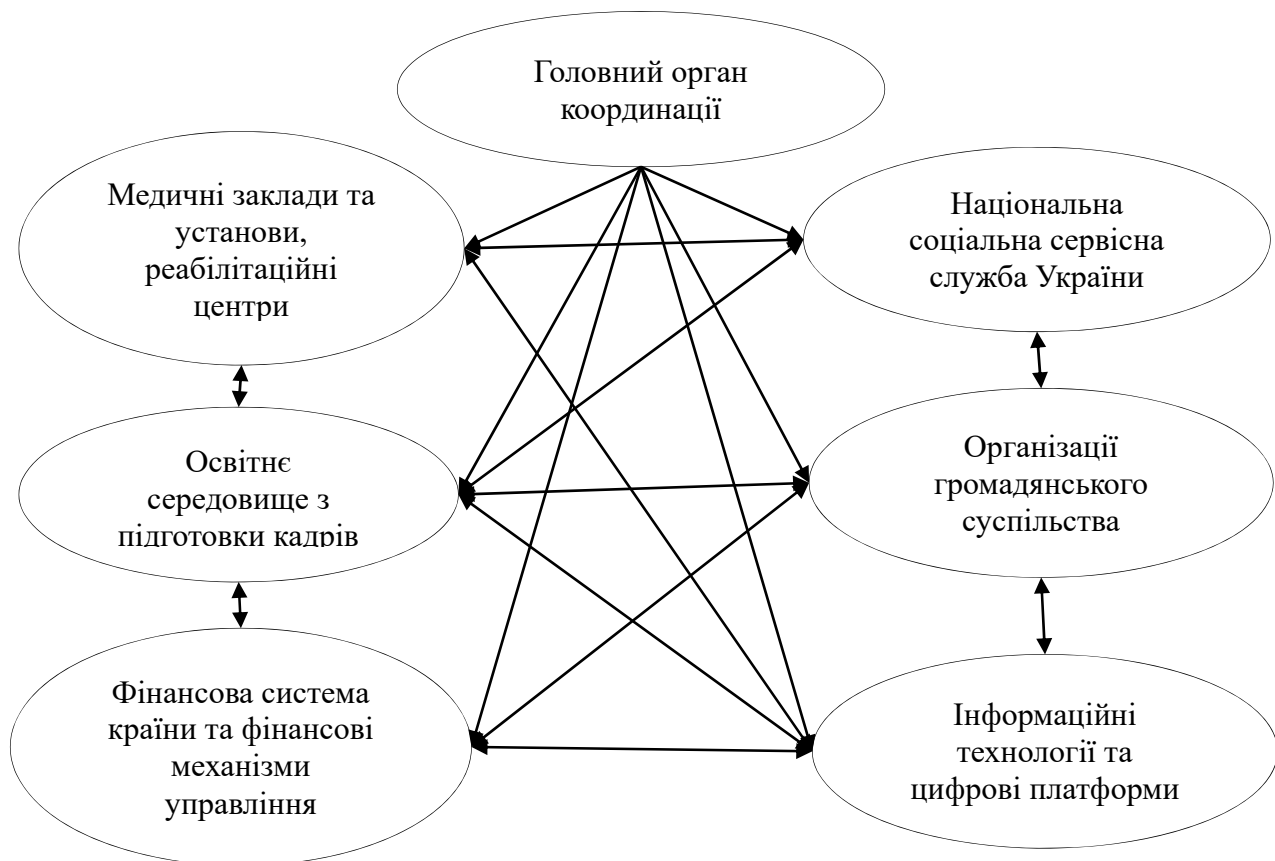 Головний орган
координації
Медичні заклади та
установи,
реабілітаційні
центри
Національна
соціальна сервісна
служба України
Освітнє
середовище з
підготовки кадрів
Організації
громадянського
суспільства
Фінансова система
країни та фінансові
механізми
управління
Інформаційні
технології та
цифрові платформи